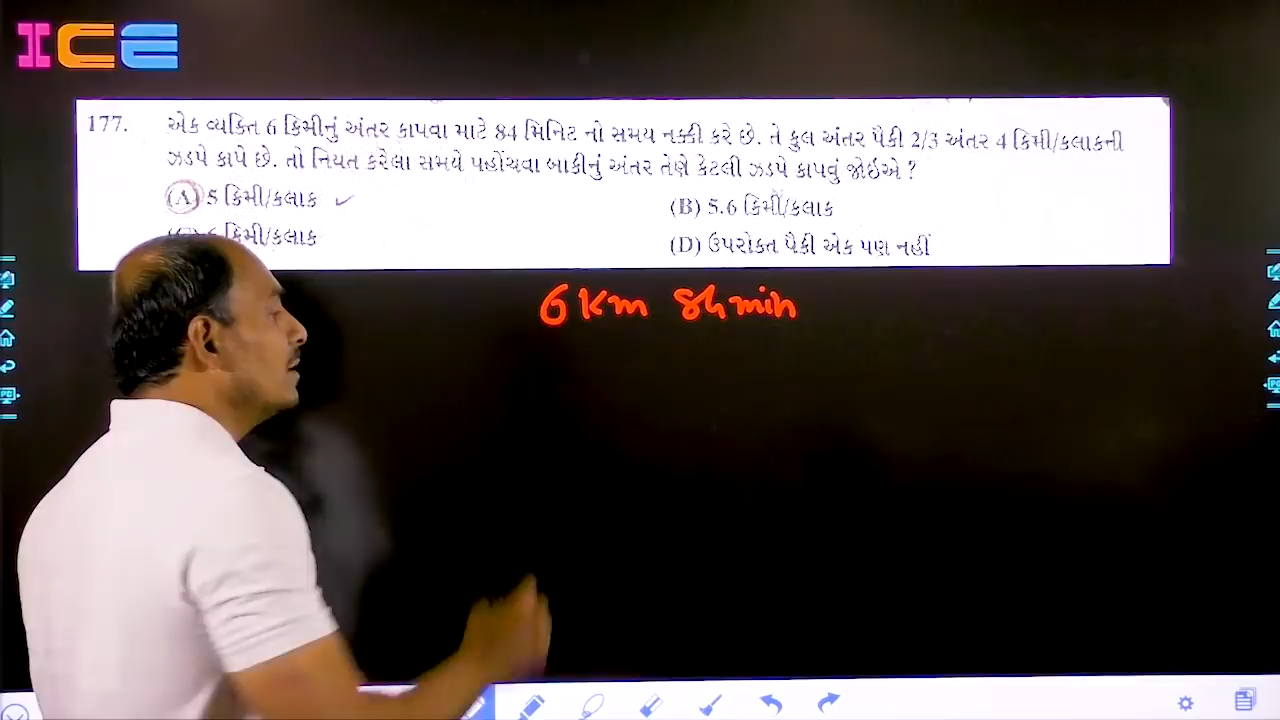 ICE
177. એક વ્યક્તિ 6 કિમીનું અંતર કાપવા માટે 84 મિનિટ નો સમય નક્કી કરે છે. તે કુલ અંતર પૈકી 2/3 અંતર 4 કિમી/કલાકની
ઝડપે કાપે છે. તો નિયત કરેલા સમયે પહોંચવા બાકીનું અંતર તેણે કેટલી ઝડપે કાપવું જોઈએ ?
(A) 5 કિમી/કલાક ✓ (B) 5.6 કિમી/કલાક
કિમી/કલાક (D) ઉપરોક્ત પૈકી એક પણ નહીં
6 Km 84 min